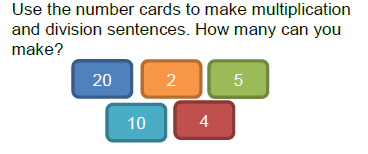 Use the number cards to make multiplication
and division sentences. How many can you
make?
20 2 5
10 4